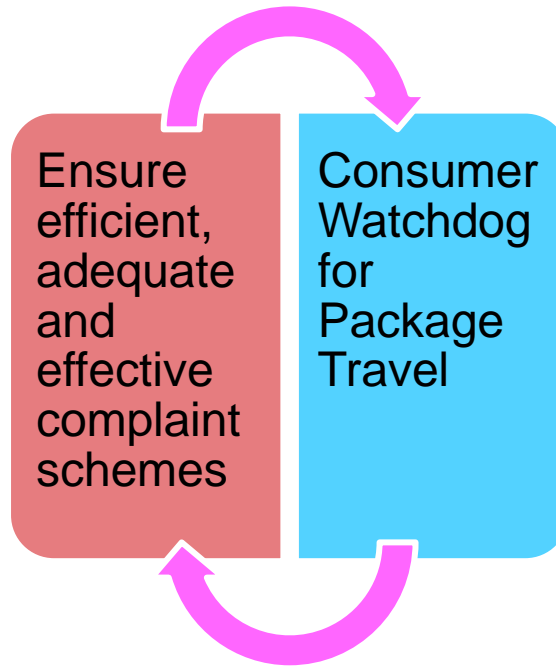 Ensure
efficient,
adequate
and
effective
complaint
schemes
Consumer
Watchdog
for
Package
Travel